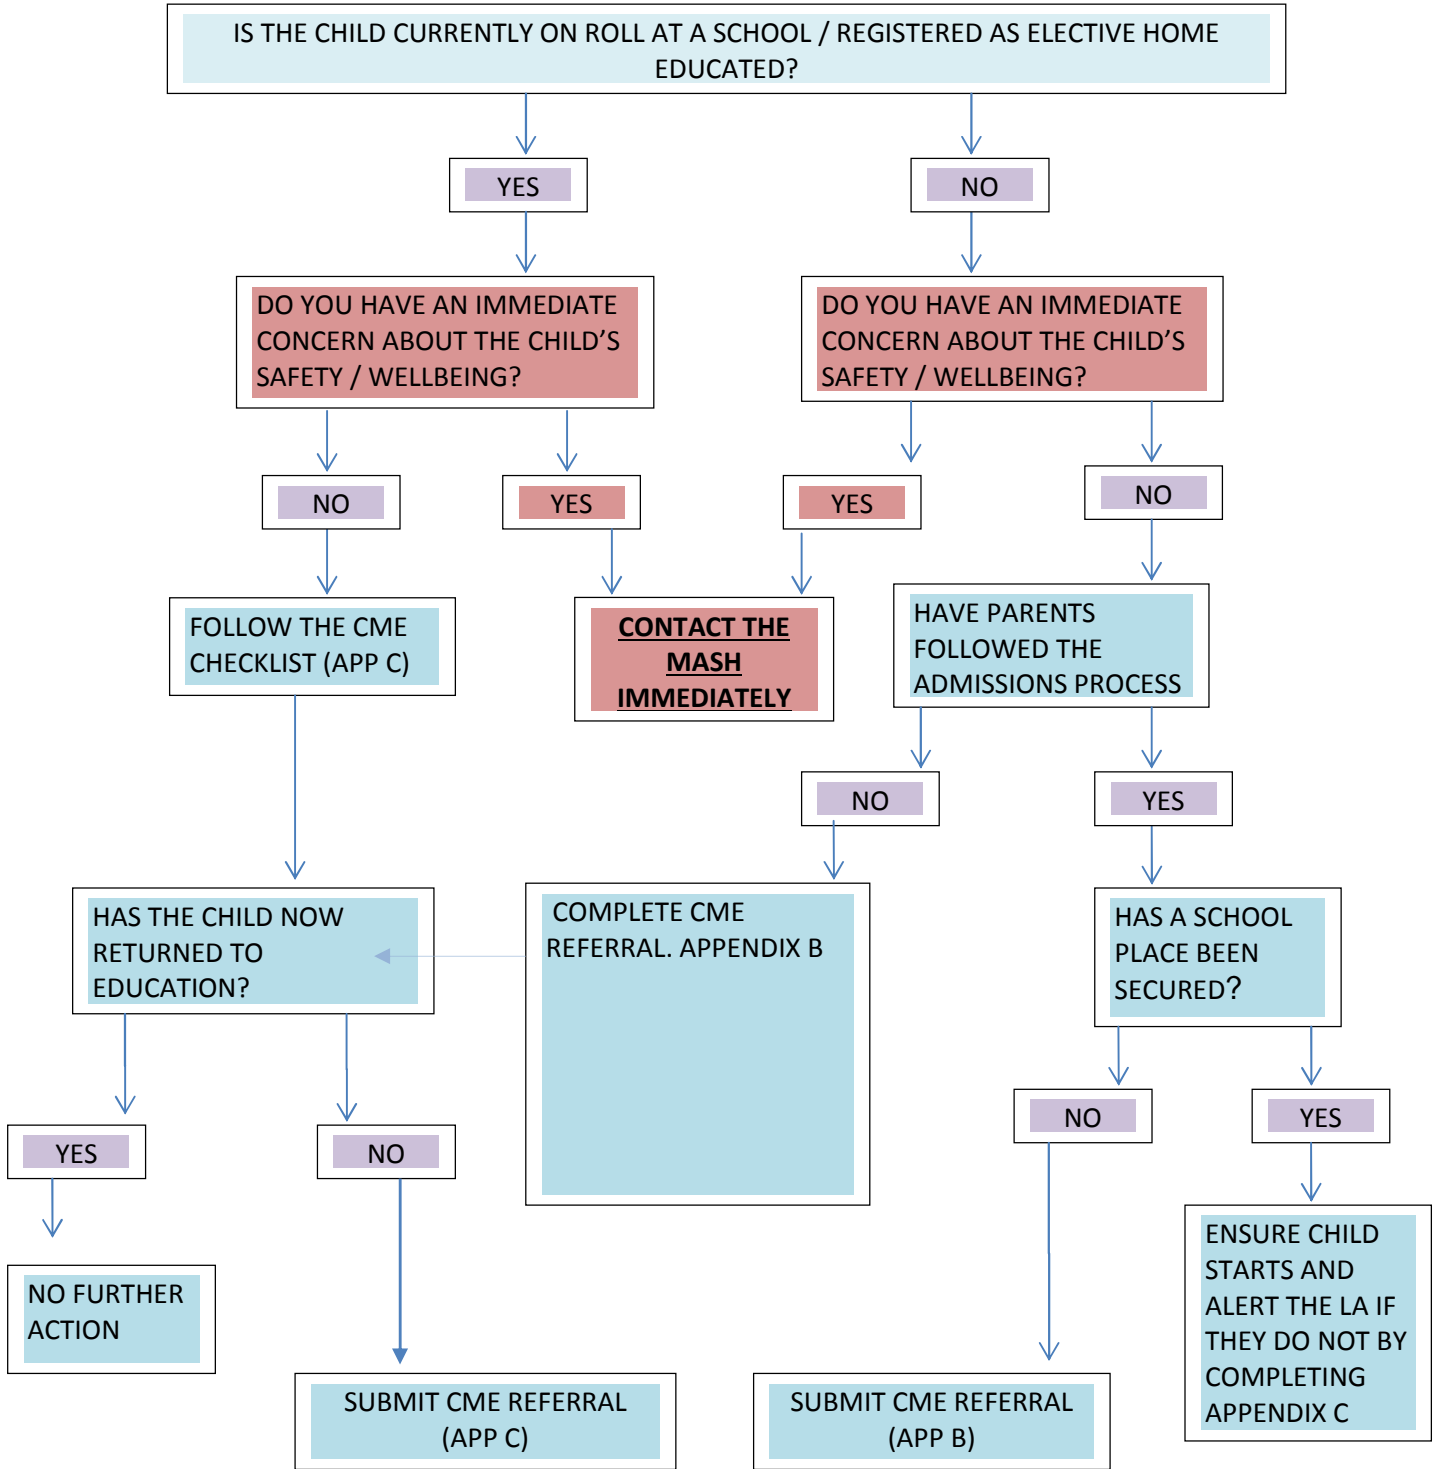 IS THE CHILD CURRENTLY ON ROLL AT A SCHOOL / REGISTERED AS ELECTIVE HOME
EDUCATED?
YES
NO
DO YOU HAVE AN IMMEDIATE
CONCERN ABOUT THE CHILD’S
SAFETY / WELLBEING?
DO YOU HAVE AN IMMEDIATE
CONCERN ABOUT THE CHILD’S
SAFETY / WELLBEING?
NO
YES
YES
NO
FOLLOW THE CME
CHECKLIST (APP C)
CONTACT THE
MASH
IMMEDIATELY
HAVE PARENTS
FOLLOWED THE
ADMISSIONS PROCESS
NO
YES
HAS THE CHILD NOW
RETURNED TO
EDUCATION?
COMPLETE CME
REFERRAL. APPENDIX B
HAS A SCHOOL
PLACE BEEN
SECURED?
YES
NO
NO
YES
NO FURTHER
ACTION
ENSURE CHILD
STARTS AND
ALERT THE LA IF
THEY DO NOT BY
COMPLETING
APPENDIX C
SUBMIT CME REFERRAL
(APP C)
SUBMIT CME REFERRAL
(APP B)